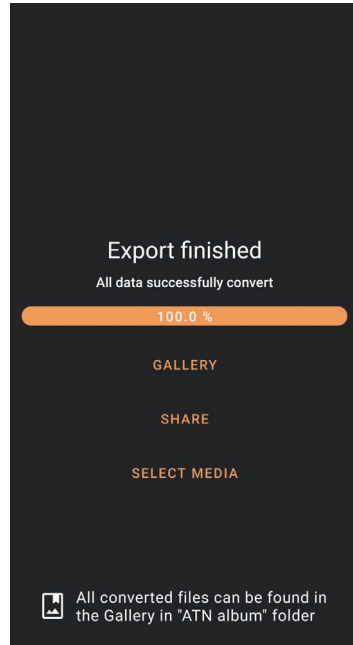 Export finished
All data successfully convert
100.0 %
GALLERY
SHARE
SELECT MEDIA
All converted files can be found in
the Gallery in "ATN album" folder